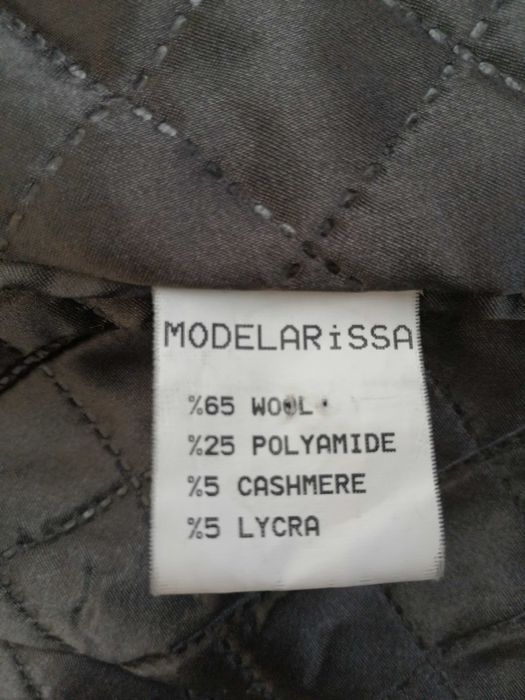 MODELARiSSA
%65 WOOL
%25 POLYAMIDE
%5 CASHMERE
%5 LYCRA